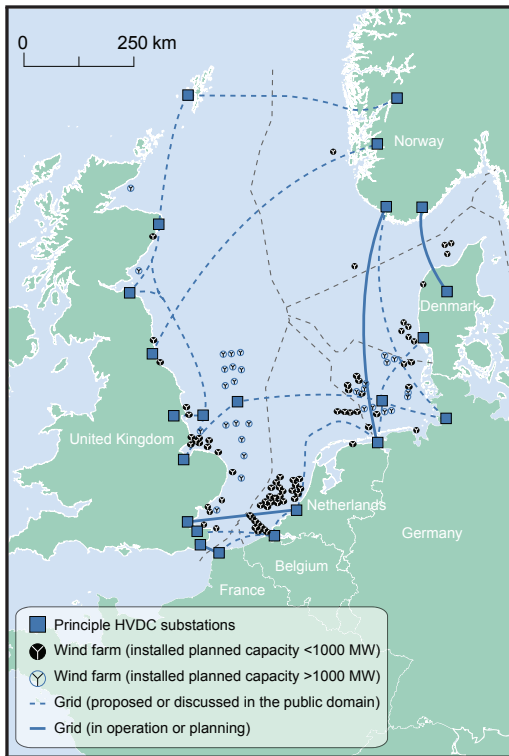 0 250 km
Norway
Denmark
United Kingdom
Netherlands
Germany
Belgium
France
Principle HVDC substations
Wind farm (installed planned capacity <1000 MW)
Wind farm (installed planned capacity >1000 MW)
Grid (proposed or discussed in the public domain)
Grid (in operation or planning)